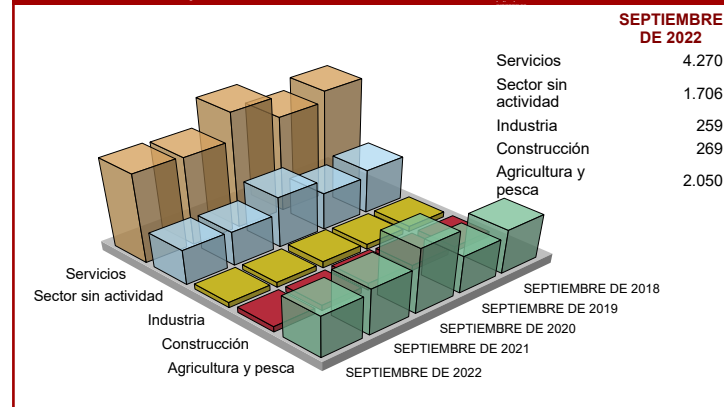 SEPTIEMBRE
DE 2022
Servicios 4.270
Sector sin
actividad 1.706
Industria 259
Construcción 269
Agricultura y
pesca 2.050
Servicios
Sector sin actividad
Industria
Construcción
Agricultura y pesca
SEPTIEMBRE DE 2018
SEPTIEMBRE DE 2019
SEPTIEMBRE DE 2020
SEPTIEMBRE DE 2021
SEPTIEMBRE DE 2022